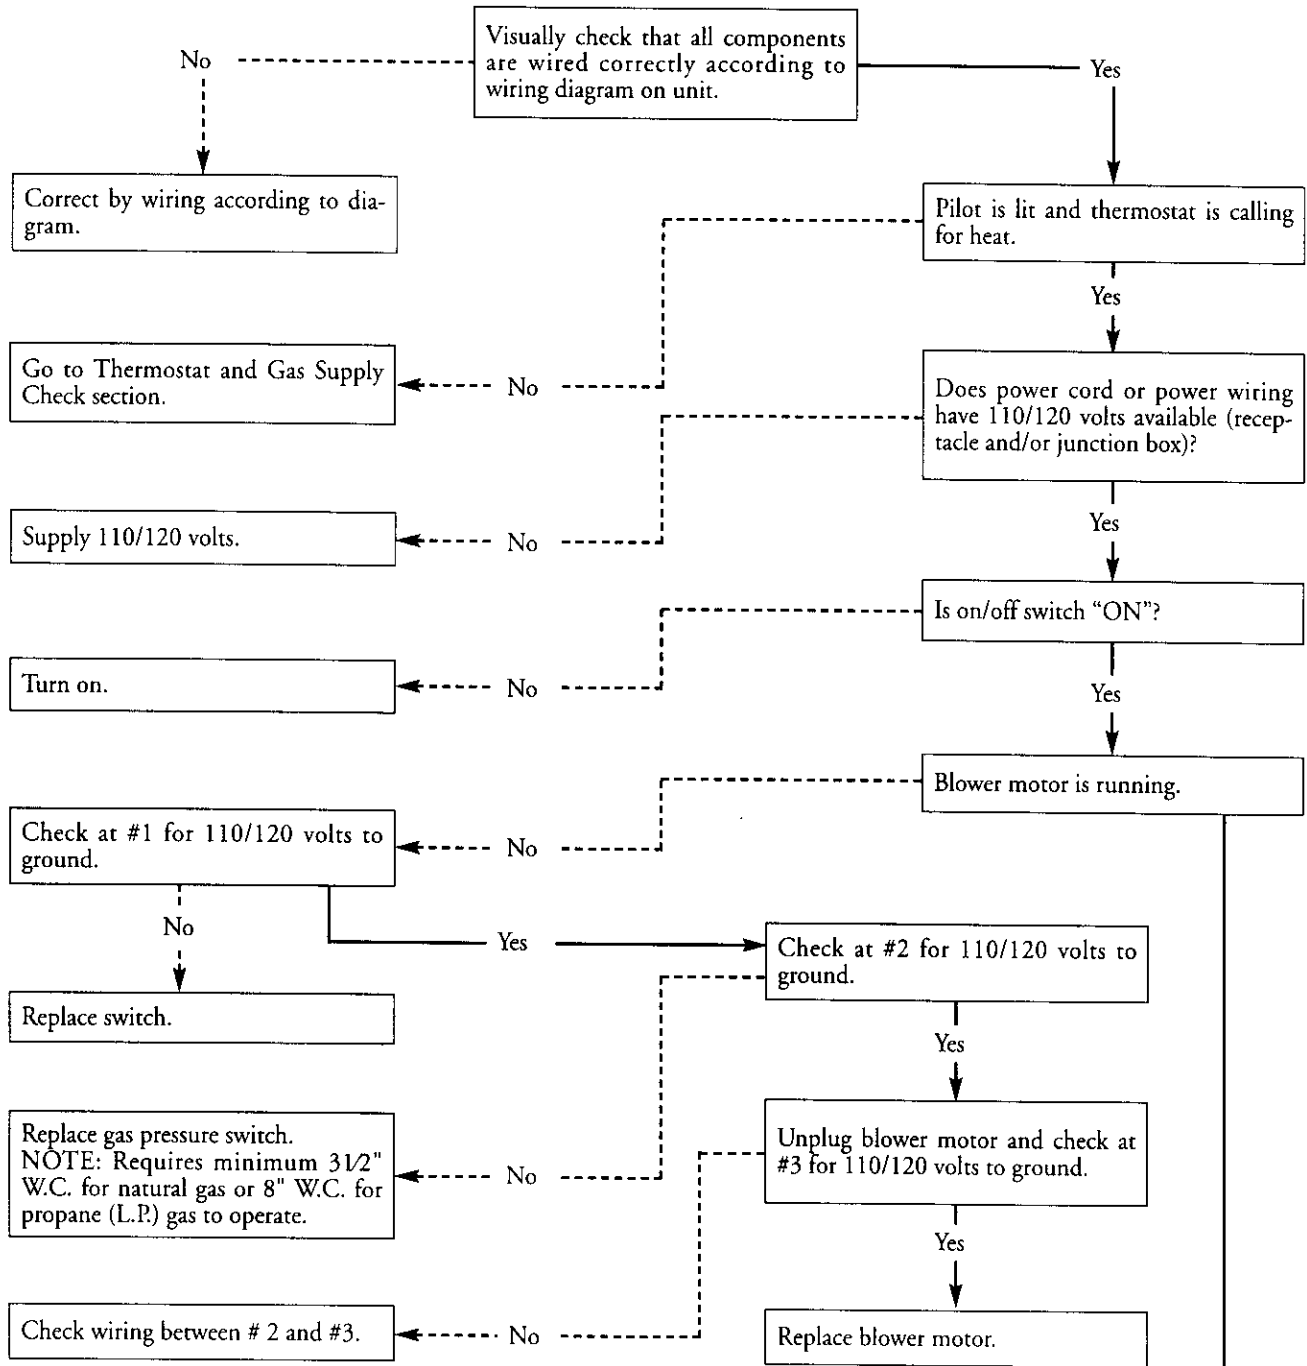 Visually check that all components
are wired correctly according to
wiring diagram on unit.
No
Yes
Correct by wiring according to dia-
gram.
Pilot is lit and thermostat is calling
for heat.
Yes
Go to Thermostat and Gas Supply
Check section.
No
Does power cord or power wiring
have 110/120 volts available (recep-
tacle and/or junction box)?
Yes
Supply 110/120 volts.
No
Is on/off switch “ON”?
Yes
Turn on.
No
Blower motor is running.
Check at #1 for 110/120 volts to
ground.
No
No
Yes
Check at #2 for 110/120 volts to
ground.
Replace switch.
Yes
Replace gas pressure switch.
NOTE: Requires minimum 31⁄2"
W.C. for natural gas or 8" W.C. for
propane (L.P.) gas to operate.
No
Unplug blower motor and check at
#3 for 110/120 volts to ground.
Yes
Check wiring between # 2 and #3.
No
Replace blower motor.